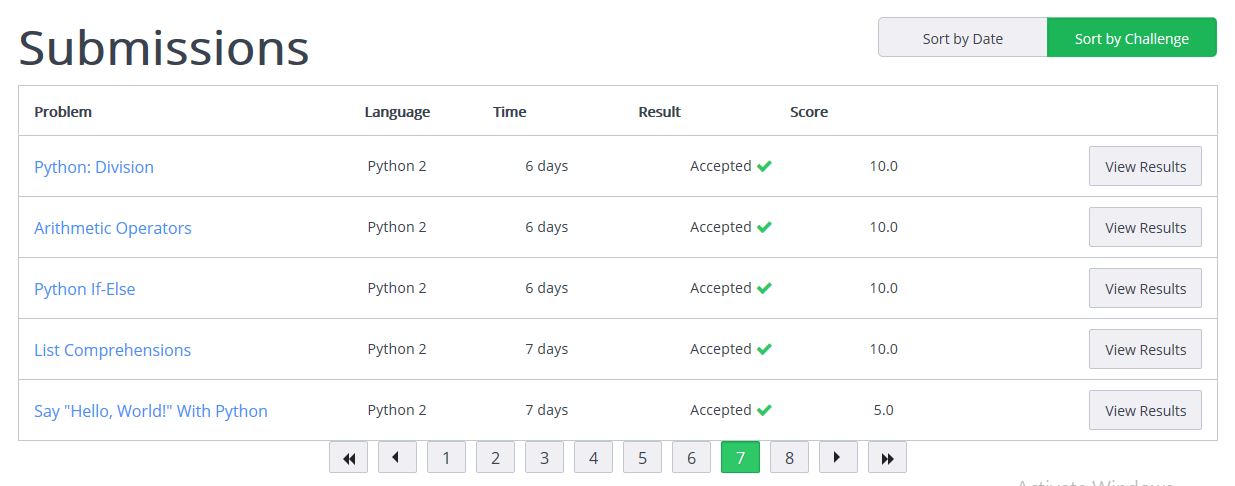 Submissions
Sort by Date Sort by Challenge
Problem Language Time Result Score
Python: Division Python 2 6 days Accepted 10.0 View Results
Arithmetic Operators Python 2 6 days Accepted 10.0 View Results
Python If-Else Python 2 6 days Accepted 10.0 View Results
List Comprehensions Python 2 7 days Accepted 10.0 View Results
Say "Hello, World!" With Python Python 2 7 days Accepted 5.0 View Results
1 2 3 4 5 6 7 8
Activate Windows